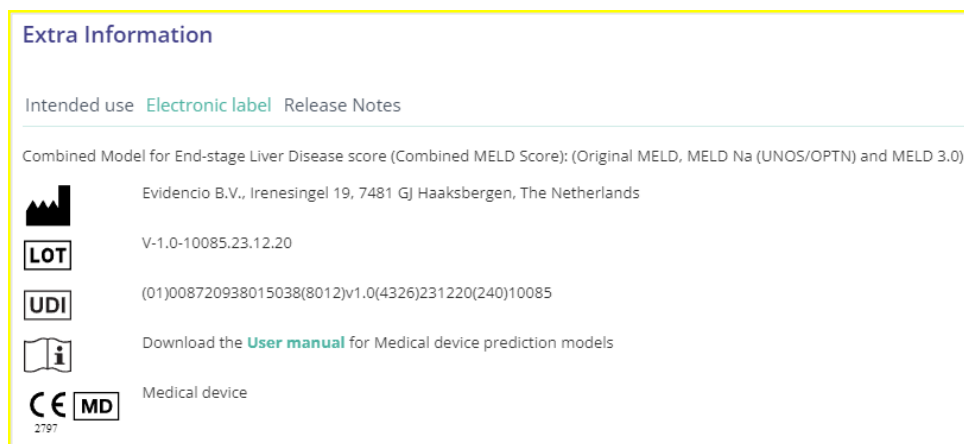 Extra Information
Intended use Electronic label Release Notes
Combined Model for End-stage Liver Disease score (Combined MELD Score): (Original MELD, MELD Na (UNOS/OPTN) and MELD 3.0)
Evidencio B.V., Irenesingel 19, 7481 GJ Haaksbergen, The Netherlands
LOT V-1.0-10085.23.12.20
UDI (01)008720938015038(8012)v1.0(4326)231220(240)10085
i Download the User manual for Medical device prediction models
CE MD Medical device
2797